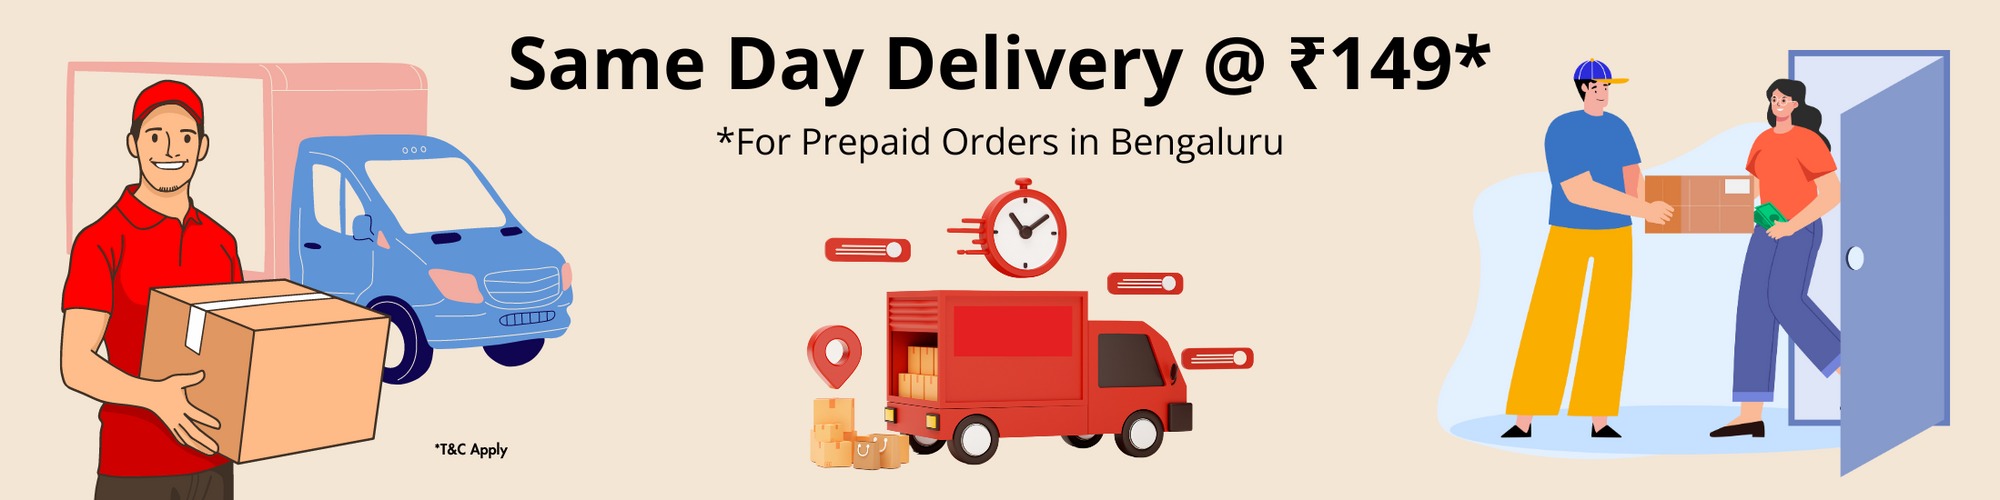 Same Day Delivery @ ₹149*
*For Prepaid Orders in Bengaluru
*T&C Apply